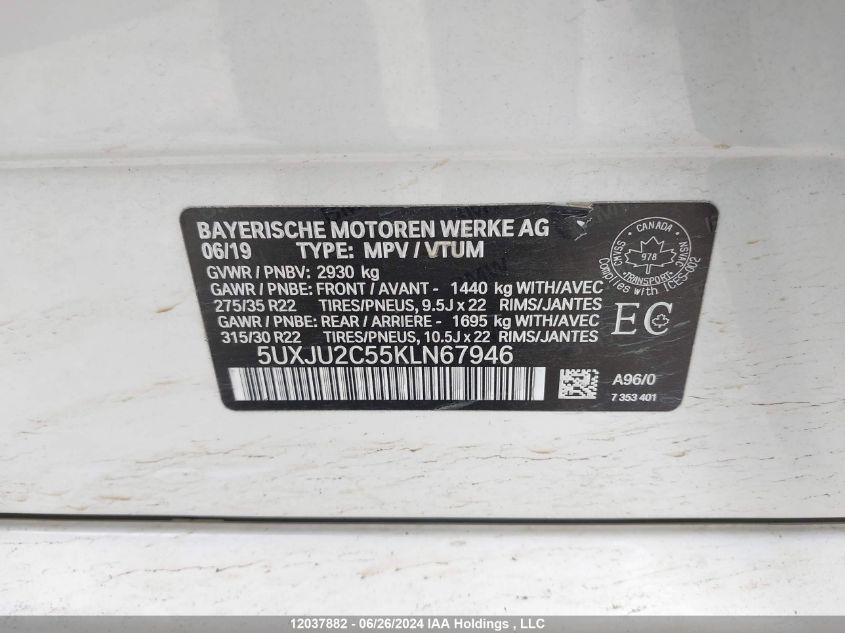 BAYERISCHE MOTOREN WERKE AG
06/19 TYPE: MPV / VTUM
GVWR / PNBV: 2930 kg
GAWR / PNBE: FRONT / AVANT - 1440 kg WITH/AVEC
275/35 R22 TIRES/PNEUS, 9.5J x 22 RIMS/JANTES
GAWR / PNBE: REAR / ARRIERE - 1695 kg WITH/AVEC
315/30 R22 TIRES/PNEUS, 10.5J x 22 RIMS/JANTES
5UXJU2C55KLN67946
CANADA
978
TRANSPORT
CMVSS
NSVAC
Complies with ICES-002
EC
A96/0
7 353 401
12037882 - 06/26/2024 IAA Holdings , LLC